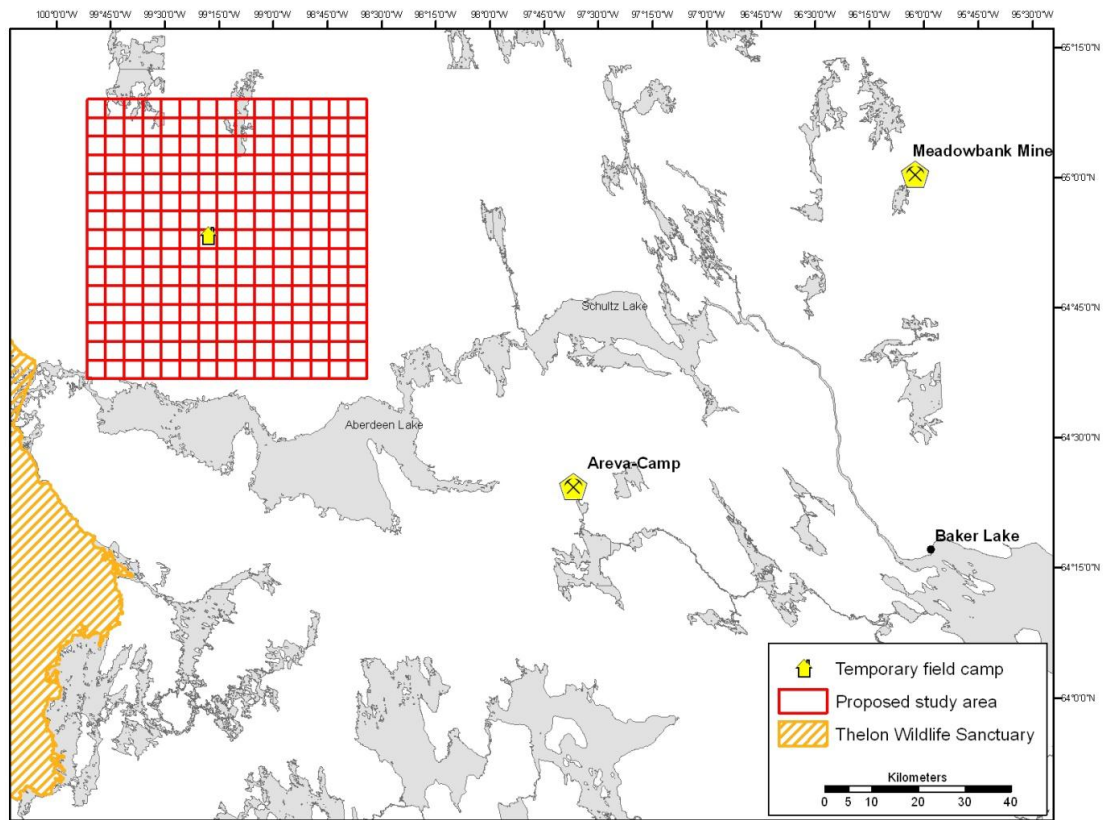 100°0'0"W 99°45'0"W 99°30'0"W 99°15'0"W 99°0'0"W 98°45'0"W 98°30'0"W 98°15'0"W 98°0'0"W 97°45'0"W 97°30'0"W 97°15'0"W 97°0'0"W 96°45'0"W 96°30'0"W 96°15'0"W 96°0'0"W 95°45'0"W 95°30'0"W
65°15'0"N
Meadowbank Mine
65°0'0"N
Schultz Lake
64°45'0"N
Aberdeen Lake
64°30'0"N
Areva-Camp
Baker Lake
64°15'0"N
64°0'0"N
Temporary field camp
Proposed study area
Thelon Wildlife Sanctuary
Kilometers
0 5 10 20 30 40